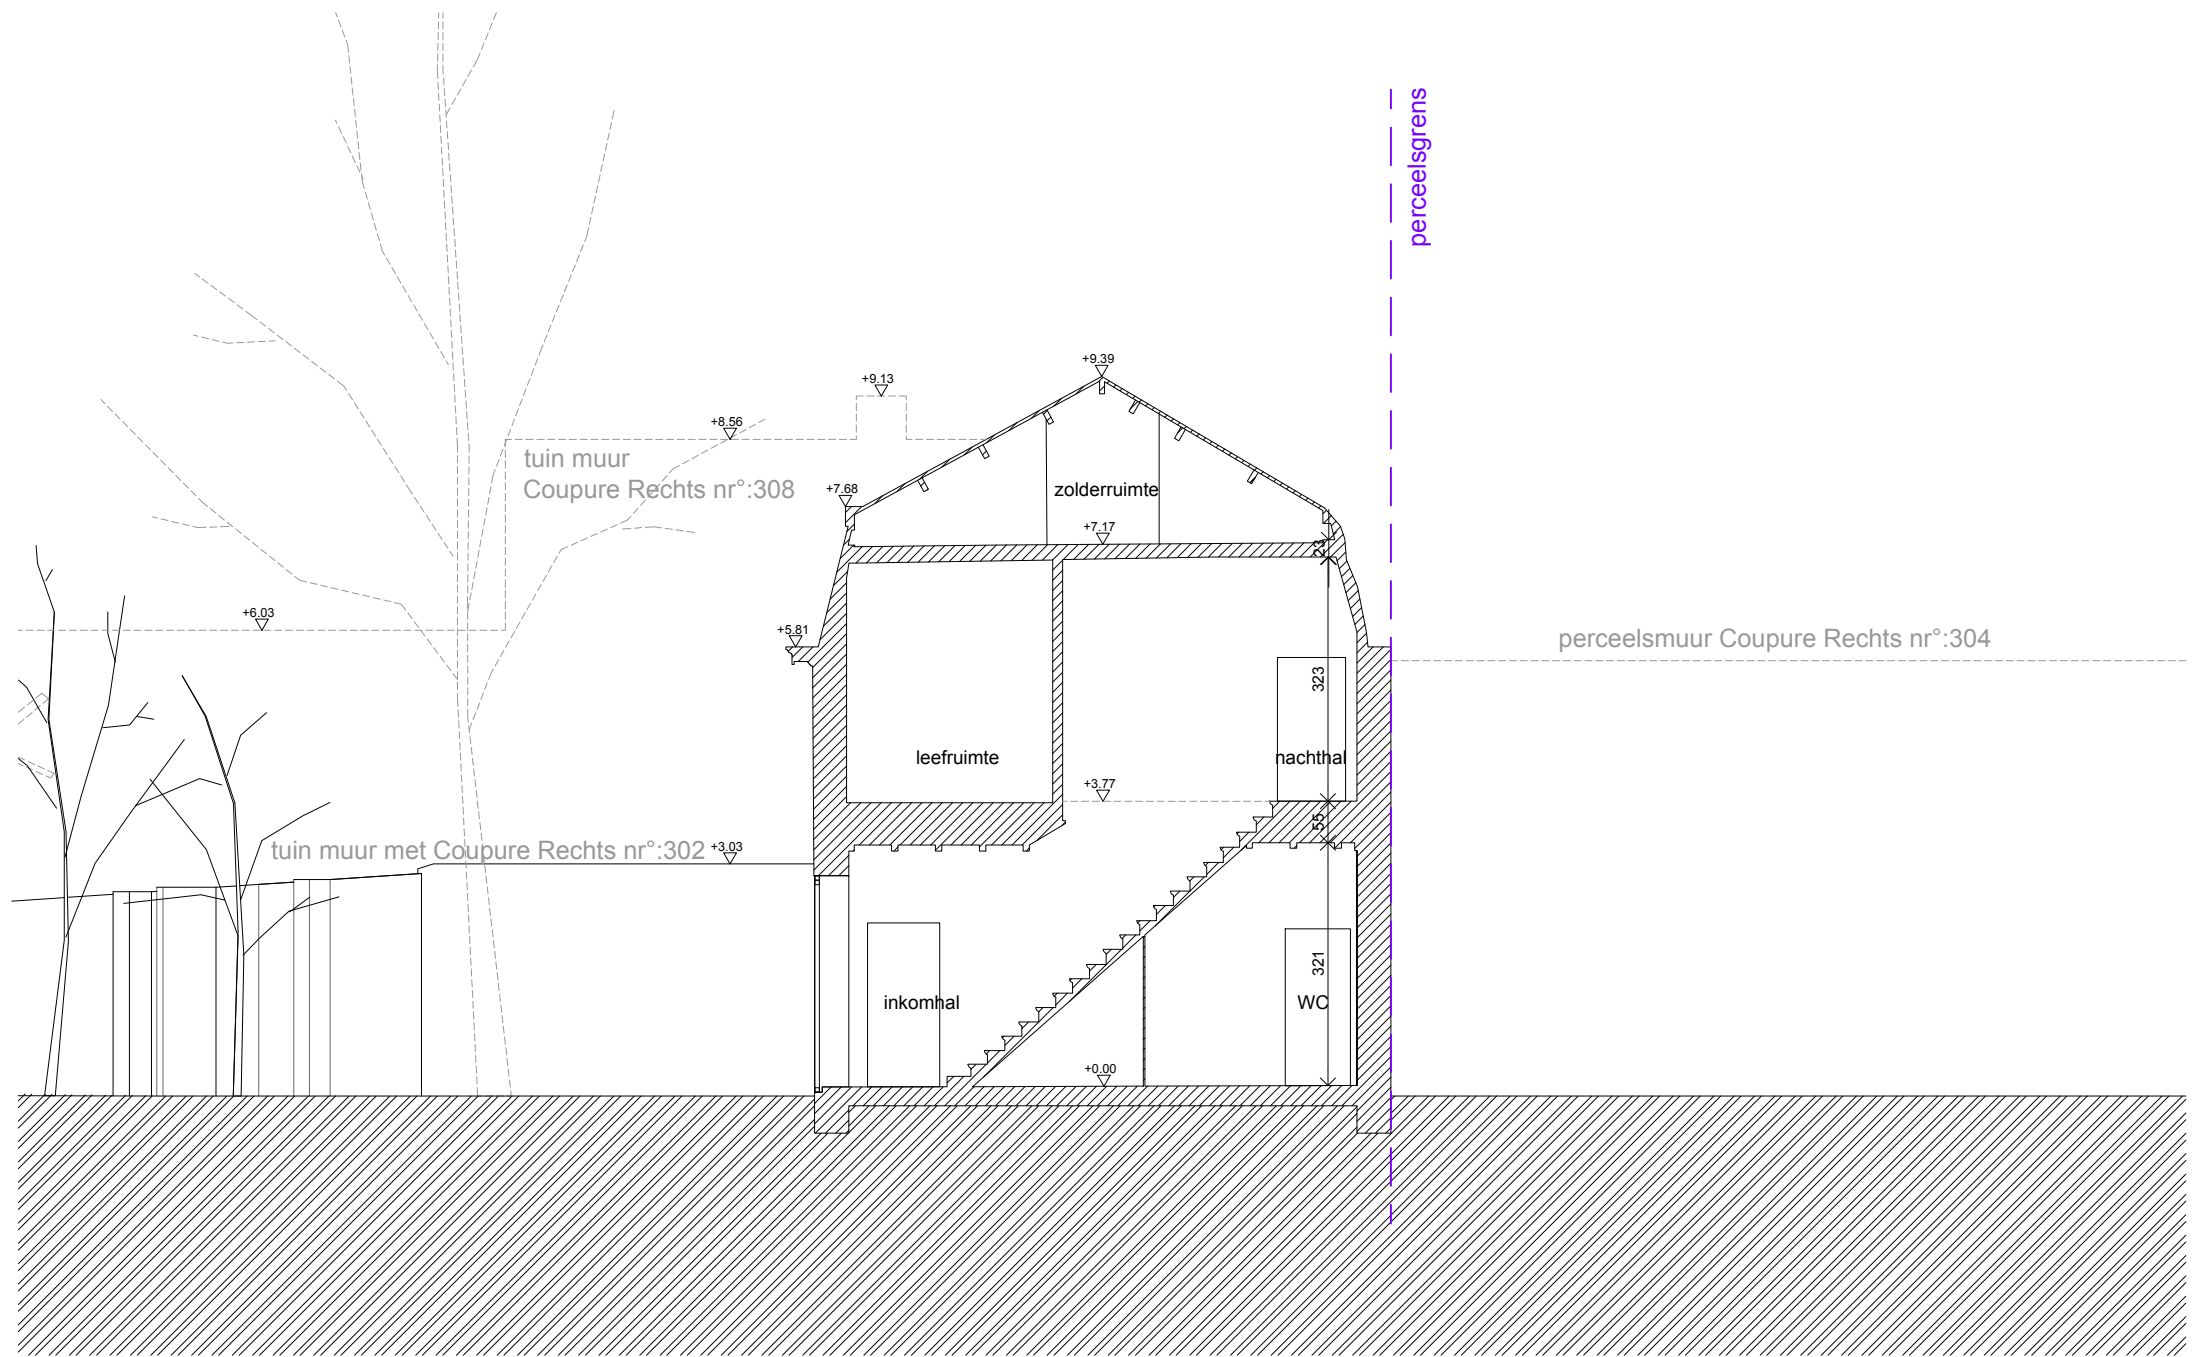 perceelsgrens
+9.39
+9.13
+8.56
tuin muur
Coupure Rechts nr°:308
+7.68
zolderruimte
+7.17
23
+6.03
+5.81
perceelsmuur Coupure Rechts nr°:304
323
leefruimte
nachthal
+3.77
55
tuin muur met Coupure Rechts nr°:302
+3.03
321
inkomhal
WC
+0.00